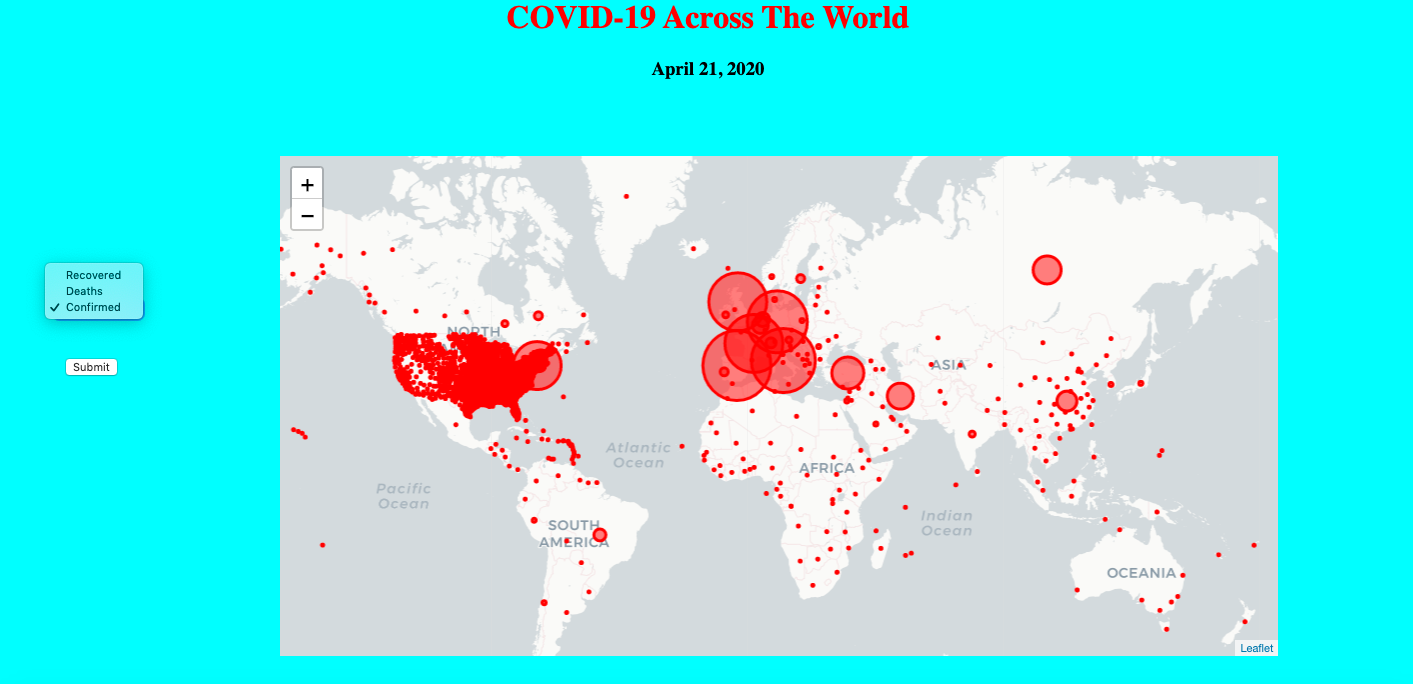 COVID-19 Across The World
April 21, 2020
+
−
Recovered
Deaths
✓ Confirmed
Submit
NORTH
ASIA
Atlantic
Ocean
AFRICA
Pacific
Ocean
SOUTH
AMERICA
Indian
Ocean
OCEANIA
Leaflet